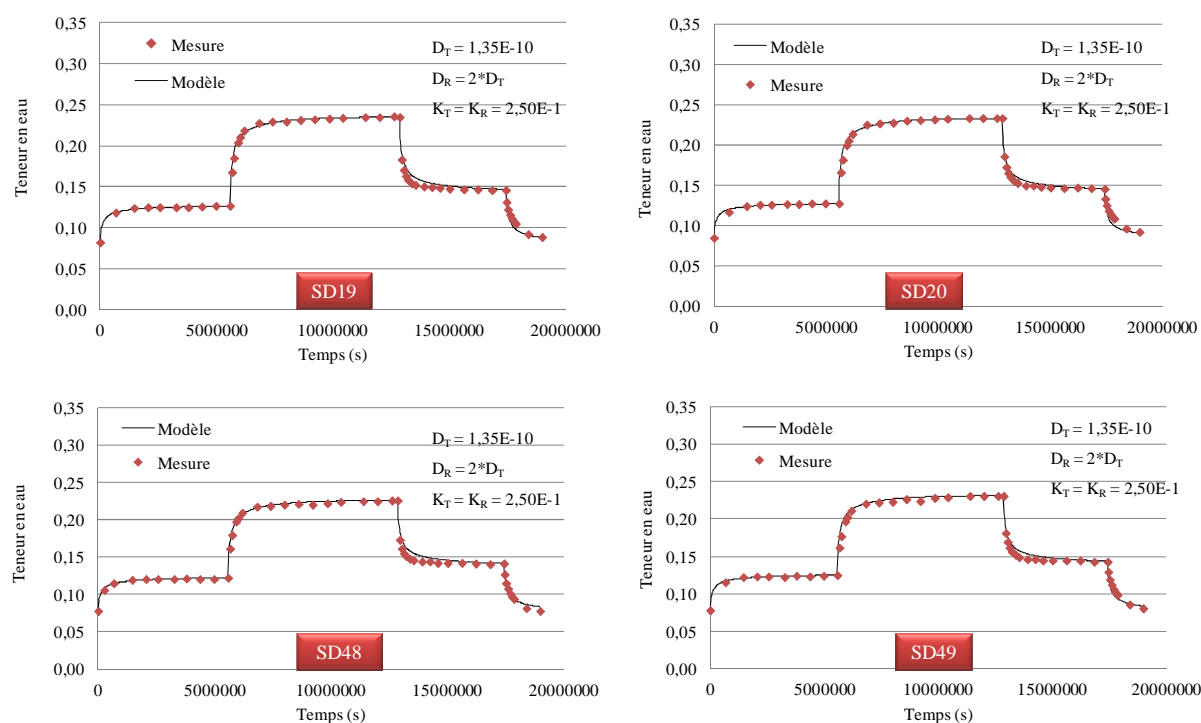 0,35
0,30
0,25
0,20
0,15
0,10
0,05
0,00
Teneur en eau
Mesure
Modèle
D_T = 1,35E-10
D_R = 2*D_T
K_T = K_R = 2,50E-1
SD19
0 5000000 10000000 15000000 20000000
Temps (s)
0,35
0,30
0,25
0,20
0,15
0,10
0,05
0,00
Teneur en eau
Modèle
Mesure
D_T = 1,35E-10
D_R = 2*D_T
K_T = K_R = 2,50E-1
SD20
0 5000000 10000000 15000000 20000000
Temps (s)
0,35
0,30
0,25
0,20
0,15
0,10
0,05
0,00
Teneur en eau
Modèle
Mesure
D_T = 1,35E-10
D_R = 2*D_T
K_T = K_R = 2,50E-1
SD48
0 5000000 10000000 15000000 20000000
Temps (s)
0,35
0,30
0,25
0,20
0,15
0,10
0,05
0,00
Teneur en eau
Modèle
Mesure
D_T = 1,35E-10
D_R = 2*D_T
K_T = K_R = 2,50E-1
SD49
0 5000000 10000000 15000000 20000000
Temps (s)